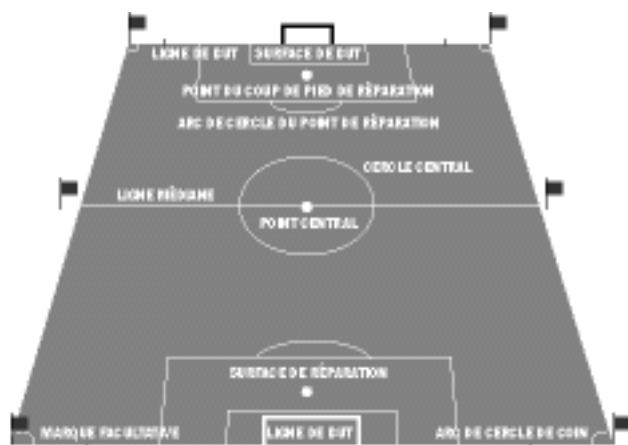 LIGNE DE BUT
SURFACE DE BUT
POINT DU COUP DE PIED DE RÉPARATION
ARC DE CERCLE DU POINT DE RÉPARATION
CERCLE CENTRAL
LIGNE MÉDIANE
POINT CENTRAL
SURFACE DE RÉPARATION
MARQUE FACULTATIVE
LIGNE DE BUT
ARC DE CERCLE DE COIN